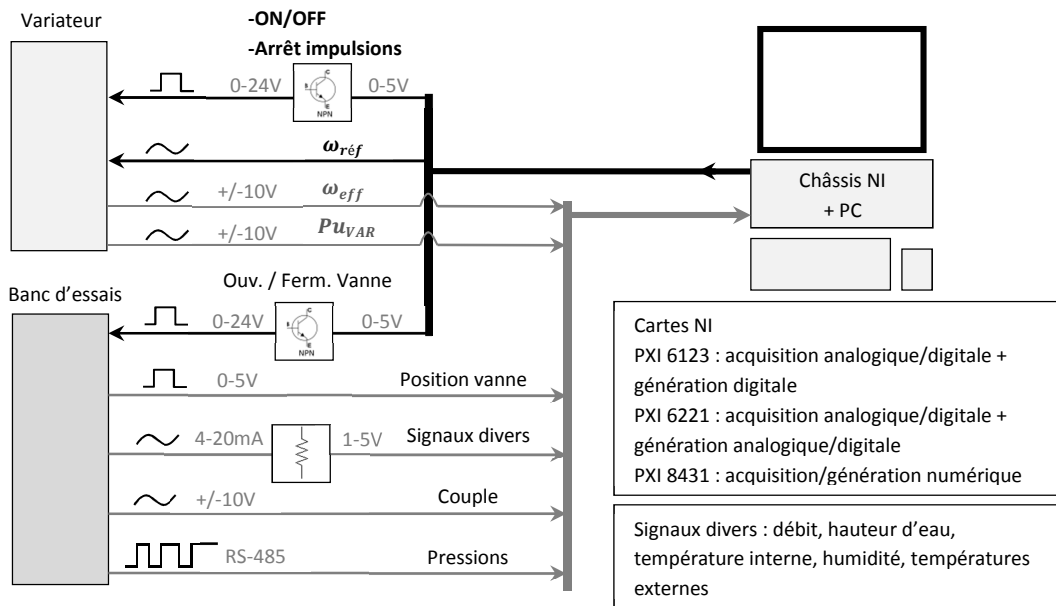 Variateur
-ON/OFF
-Arrêt impulsions
0-24V
C
B
E
NPN
0-5V
ω_réf
+/-10V
ω_eff
+/-10V
Pu_VAR
Châssis NI
+ PC
Ouv. / Ferm. Vanne
Banc d'essais
0-24V
C
B
E
NPN
0-5V
0-5V
Position vanne
4-20mA
1-5V
Signaux divers
+/-10V
Couple
RS-485
Pressions
Cartes NI
PXI 6123 : acquisition analogique/digitale +
génération digitale
PXI 6221 : acquisition analogique/digitale +
génération analogique/digitale
PXI 8431 : acquisition/génération numérique
Signaux divers : débit, hauteur d'eau,
température interne, humidité, températures
externes